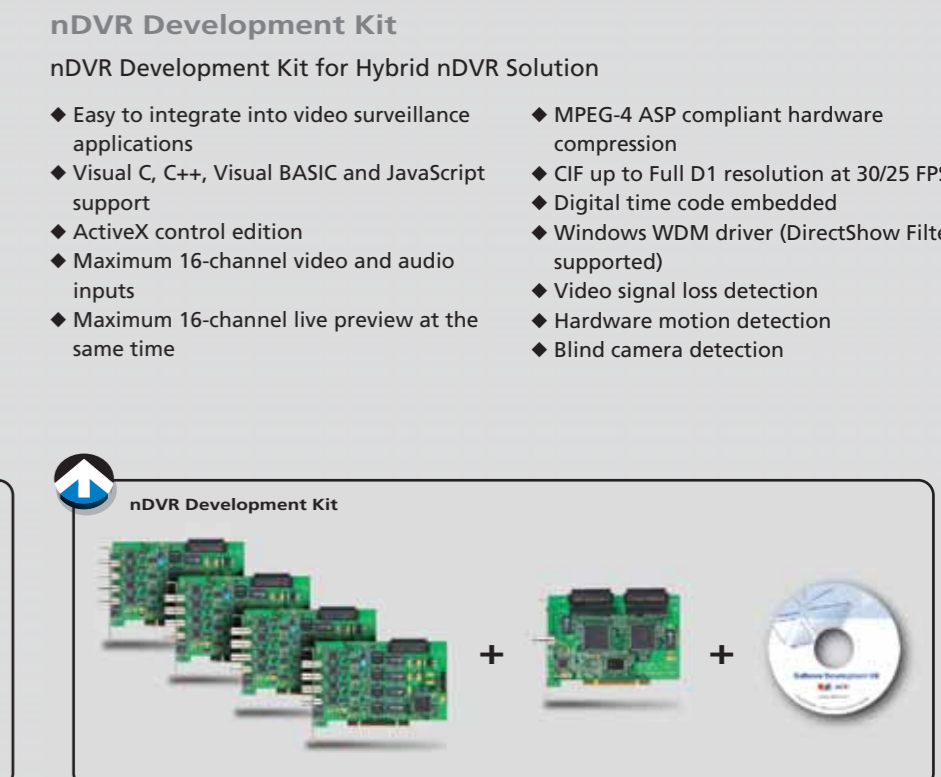 nDVR Development Kit
nDVR Development Kit for Hybrid nDVR Solution
◆ Easy to integrate into video surveillance
applications
◆ Visual C, C++, Visual BASIC and JavaScript
support
◆ ActiveX control edition
◆ Maximum 16-channel video and audio
inputs
◆ Maximum 16-channel live preview at the
same time
◆ MPEG-4 ASP compliant hardware
compression
◆ CIF up to Full D1 resolution at 30/25 FPS
◆ Digital time code embedded
◆ Windows WDM driver (DirectShow Filte
supported)
◆ Video signal loss detection
◆ Hardware motion detection
◆ Blind camera detection
nDVR Development Kit
+ +
Software Development Kit